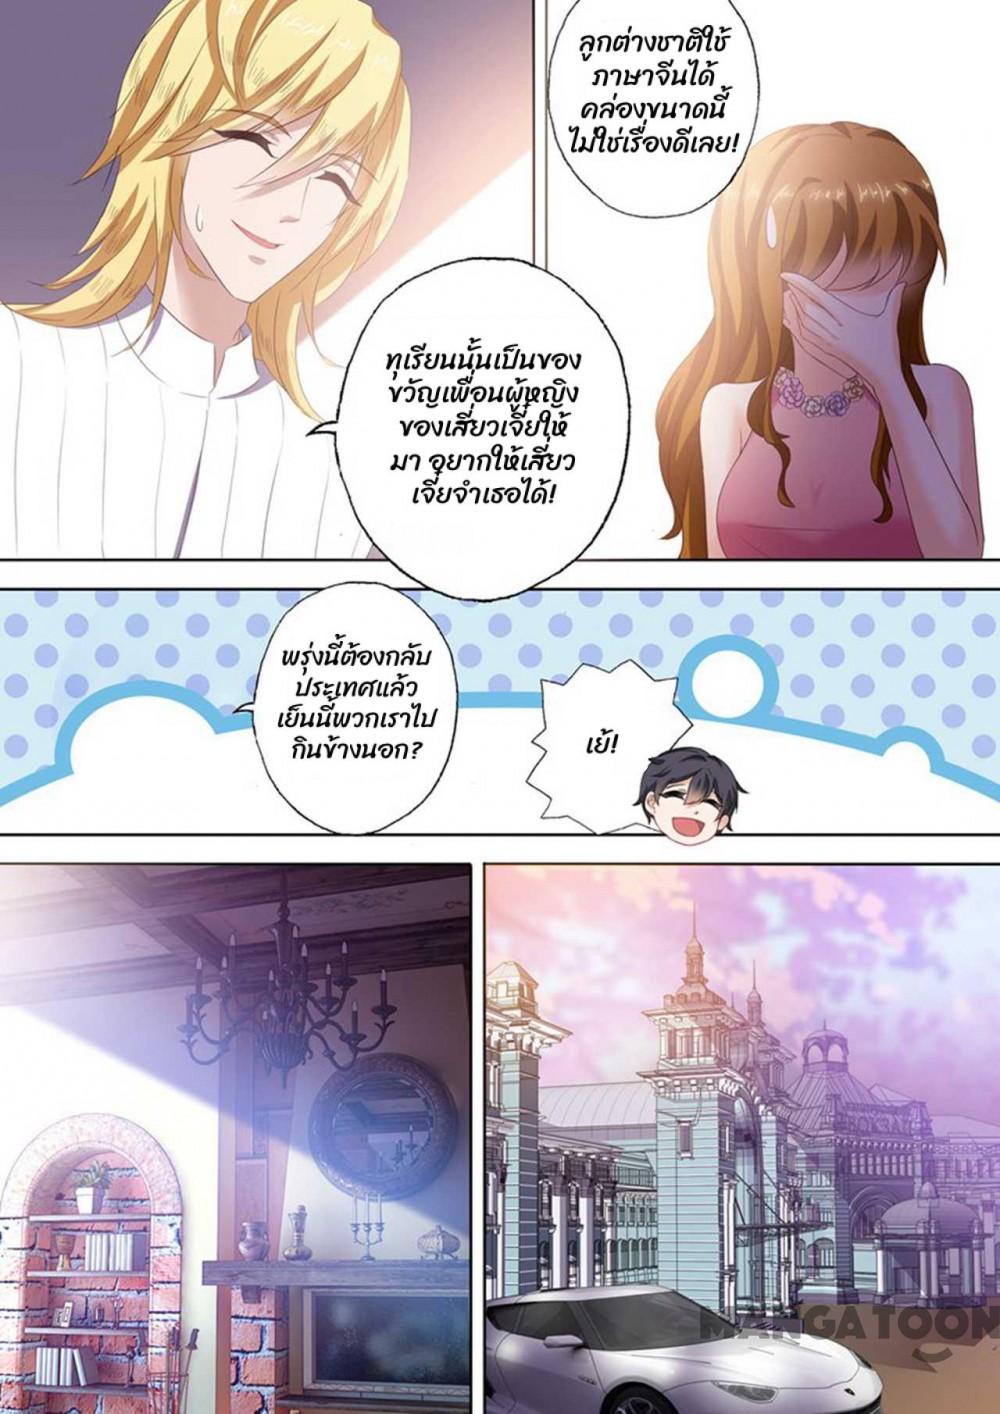 ลูกต่างชาติใช้
ภาษาจีนได้
คล่องขนาดนี้
ไม่ใช่เรื่องดีเลย!
ทุเรียนนั้นเป็นของ
ขวัญเพื่อนผู้หญิง
ของเสี่ยวเจี๋ยให้
มา อยากให้เสี่ยว
เจี๋ยจำเธอได้!
พรุ่งนี้ต้องกลับ
ประเทศแล้ว
เย็นนี้พวกเราไป
กินข้างนอก?
เย้!
MANGATOON